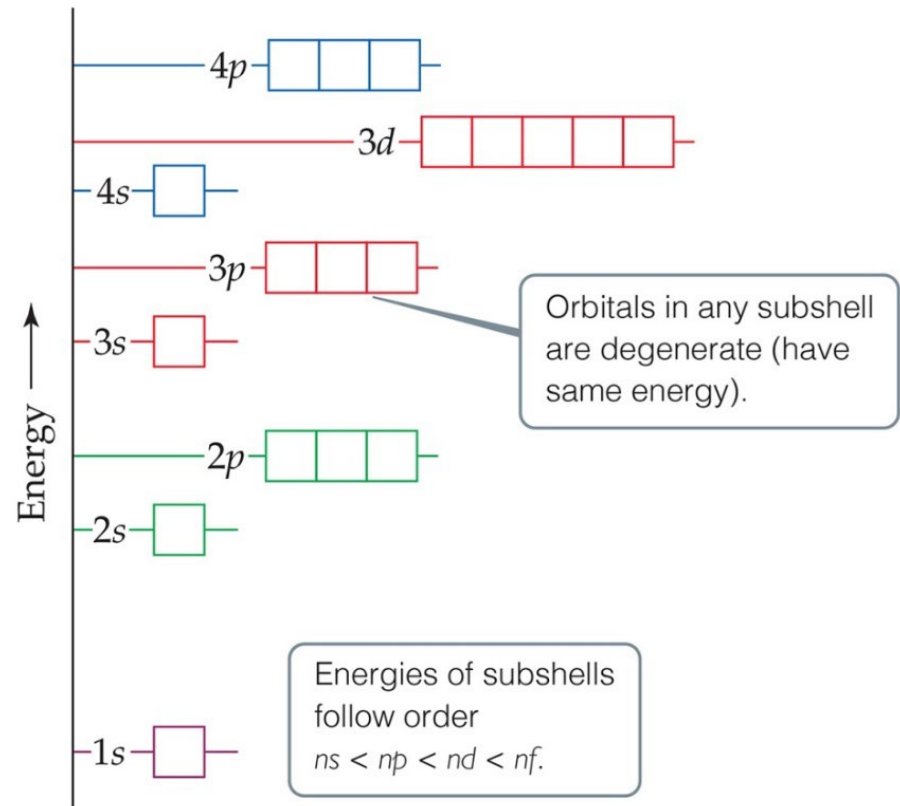 4p
3d
4s
3p
Orbitals in any subshell
are degenerate (have
same energy).
3s
Energy
2p
2s
Energies of subshells
follow order
ns < np < nd < nf.
1s